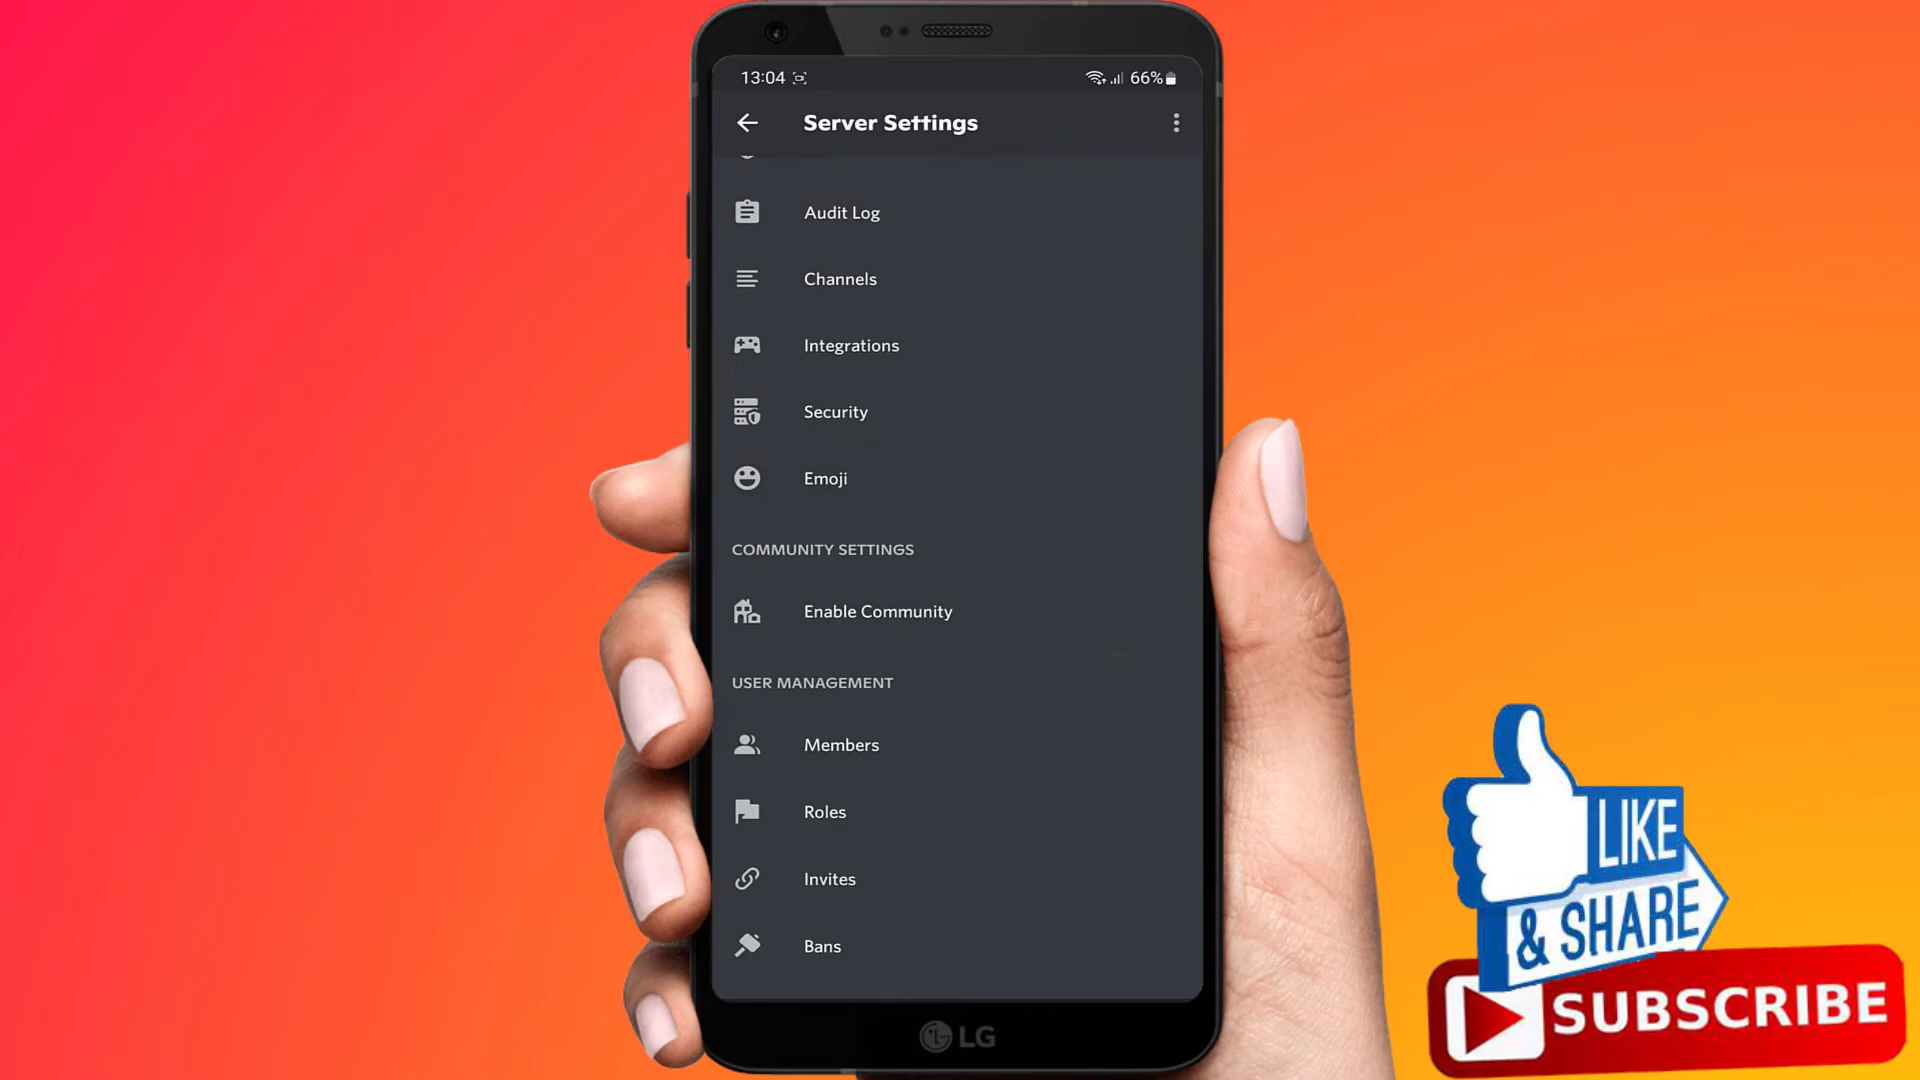 13:04
66%
Server Settings
Audit Log
Channels
Integrations
Security
Emoji
COMMUNITY SETTINGS
Enable Community
USER MANAGEMENT
Members
Roles
Invites
Bans
LG
LIKE
& SHARE
SUBSCRIBE